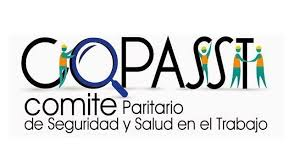 COPASST
comite Paritario
de Seguridad y Salud en el Trabajo